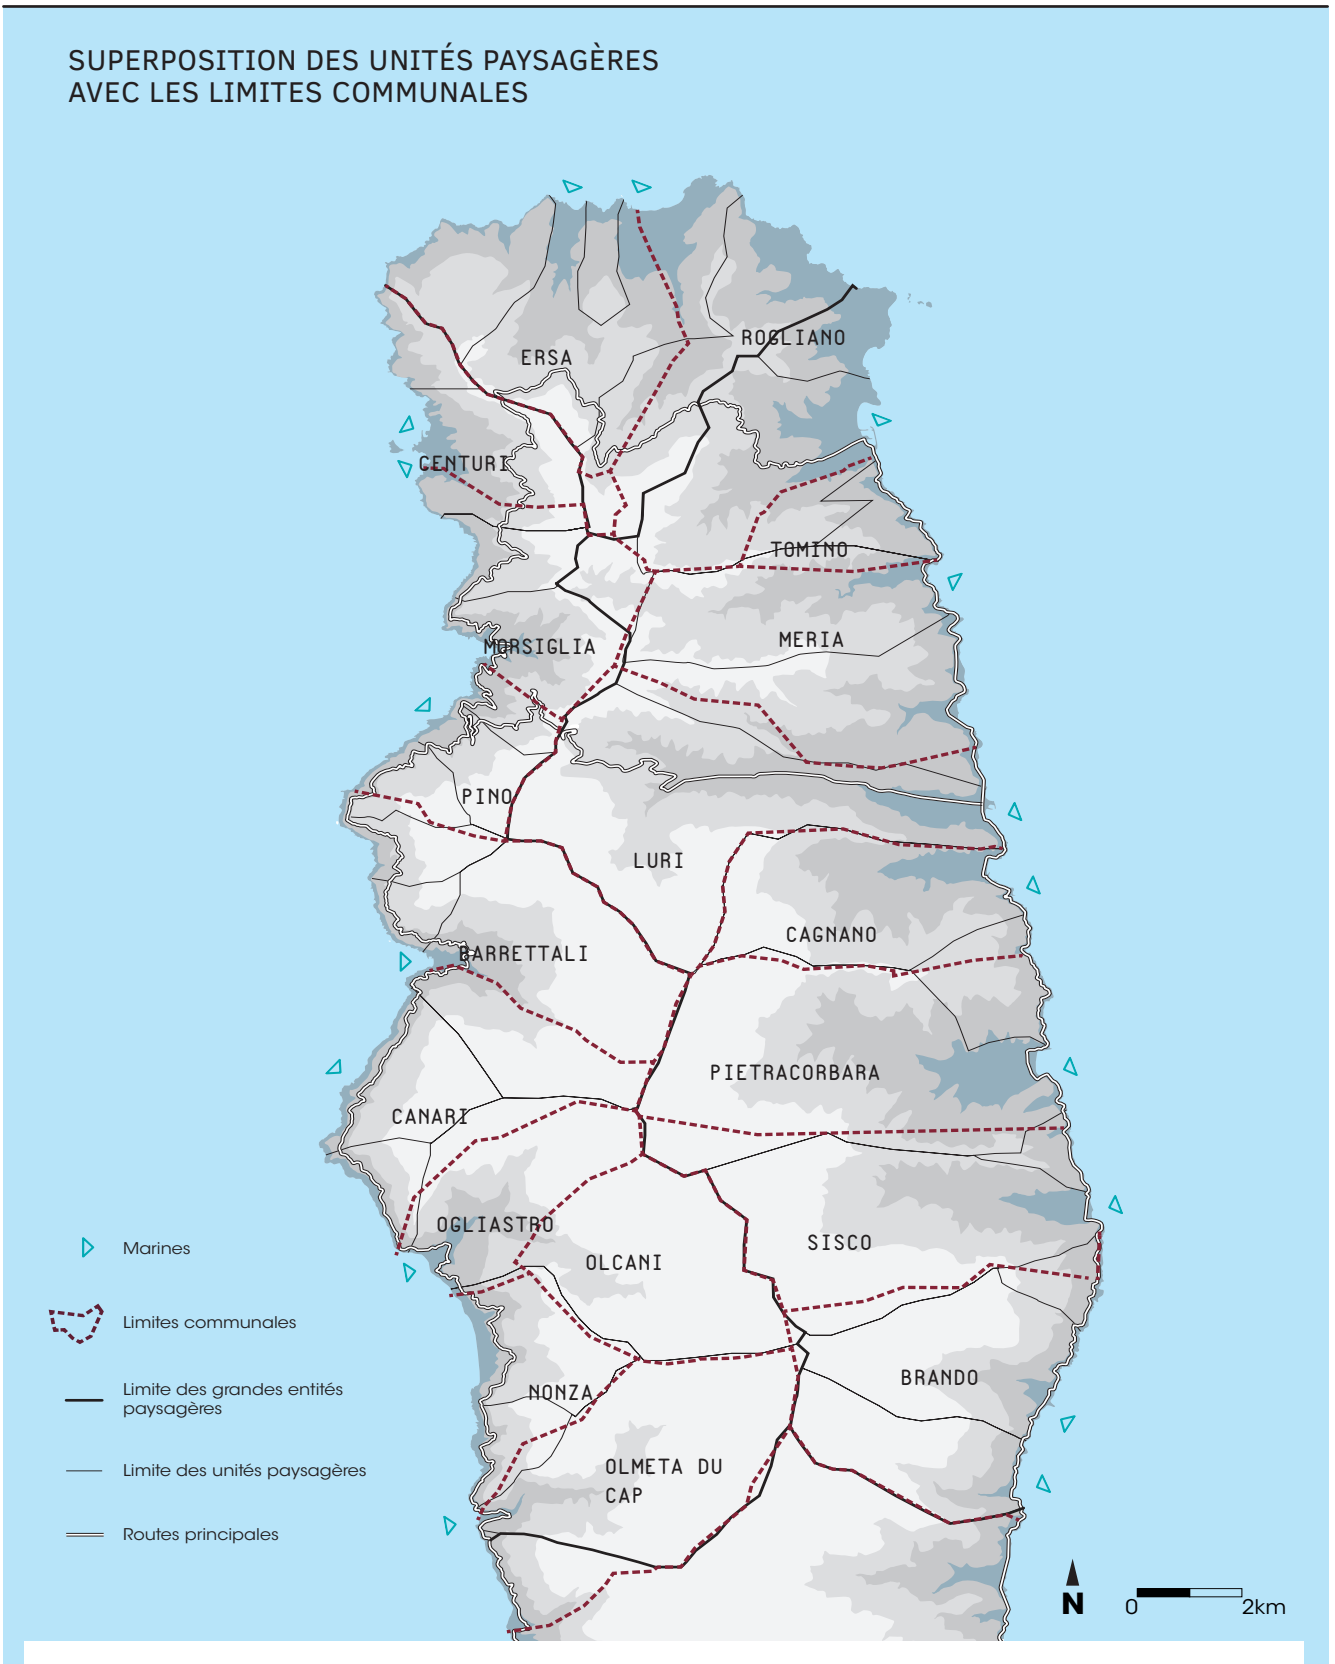 SUPERPOSITION DES UNITÉS PAYSAGÈRES
AVEC LES LIMITES COMMUNALES
ROGLIANO
ERSA
CENTURI
TOMINO
MERIA
MORSIGLIA
PINO
LURI
CAGNANO
BARRETTALI
PIETRACORBARA
CANARI
OGLIASTRO
SISCO
OLCANI
BRANDO
NONZA
OLMETA DU
CAP
Marines
Limites communales
Limite des grandes entités
paysagères
Limite des unités paysagères
Routes principales
N
0 2km